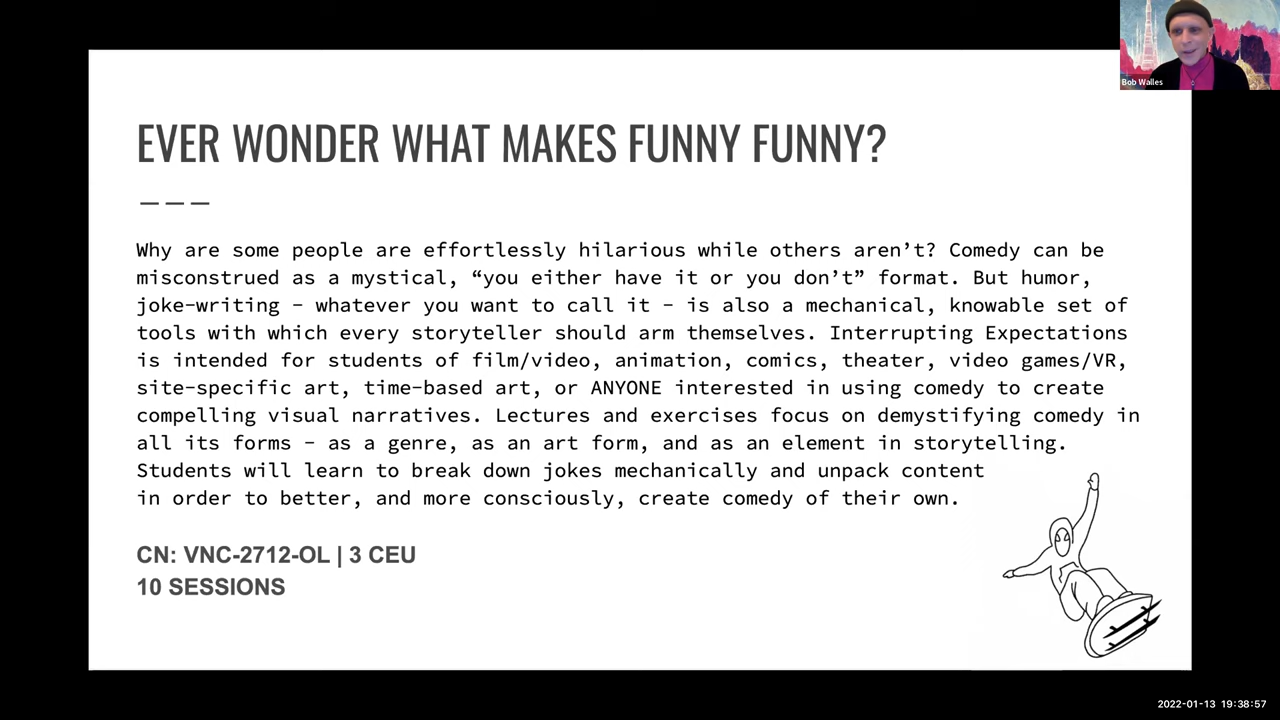 Bob Walles
EVER WONDER WHAT MAKES FUNNY FUNNY?
Why are some people are effortlessly hilarious while others aren’t? Comedy can be
misconstrued as a mystical, “you either have it or you don’t” format. But humor,
joke-writing – whatever you want to call it – is also a mechanical, knowable set of
tools with which every storyteller should arm themselves. Interrupting Expectations
is intended for students of film/video, animation, comics, theater, video games/VR,
site-specific art, time-based art, or ANYONE interested in using comedy to create
compelling visual narratives. Lectures and exercises focus on demystifying comedy in
all its forms – as a genre, as an art form, and as an element in storytelling.
Students will learn to break down jokes mechanically and unpack content
in order to better, and more consciously, create comedy of their own.
CN: VNC-2712-OL | 3 CEU
10 SESSIONS
2022-01-13 19:38:57